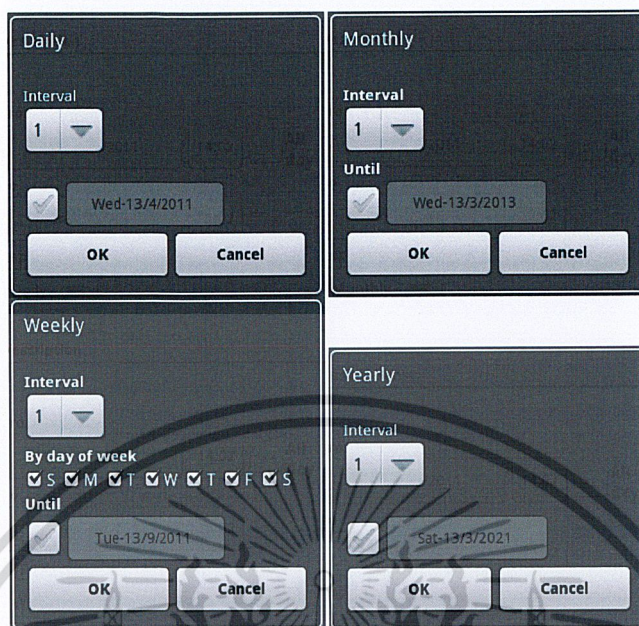 Daily
Interval
1
Wed-13/4/2011
OK Cancel
Monthly
Interval
1
Until
Wed-13/3/2013
OK Cancel
Weekly
Interval
1
By day of week
S M T W T F S
Until
Tue-13/9/2011
OK Cancel
Yearly
Interval
1
Sat-13/3/2021
OK Cancel